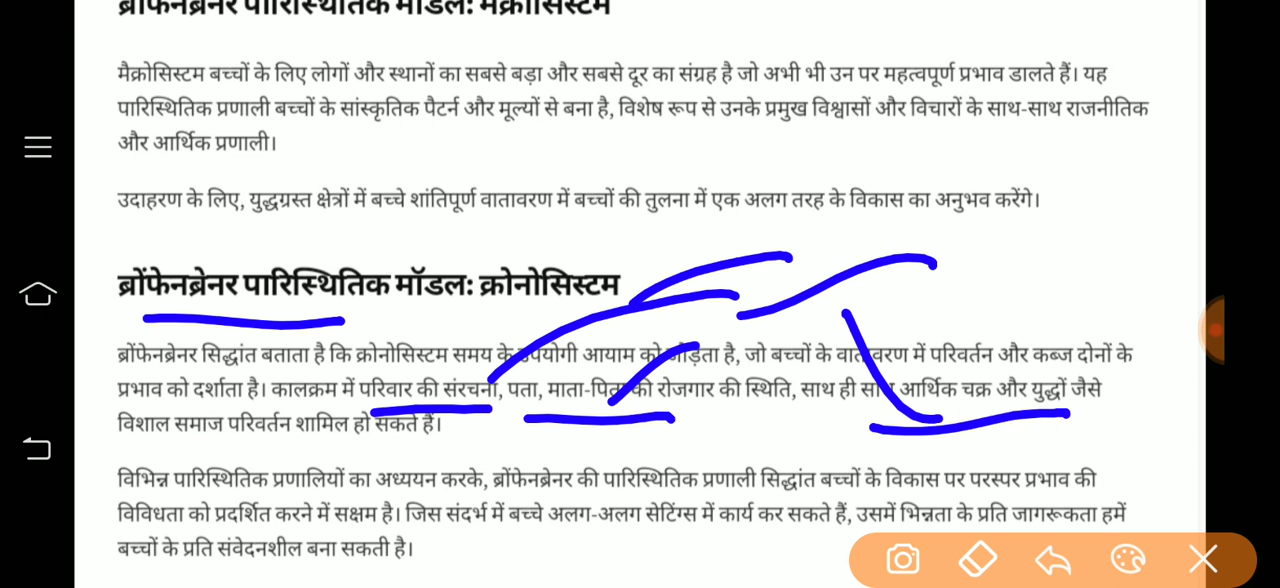 ब्रोंफेनब्रेनर पारिस्थितिक मॉडल: मैक्रोसिस्टम
मैक्रोसिस्टम बच्चों के लिए लोगों और स्थानों का सबसे बड़ा और सबसे दूर का संग्रह है जो अभी भी उन पर महत्वपूर्ण प्रभाव डालते हैं। यह
पारिस्थितिक प्रणाली बच्चों के सांस्कृतिक पैटर्न और मूल्यों से बना है, विशेष रूप से उनके प्रमुख विश्वासों और विचारों के साथ-साथ राजनीतिक
और आर्थिक प्रणाली।
उदाहरण के लिए, युद्धग्रस्त क्षेत्रों में बच्चे शांतिपूर्ण वातावरण में बच्चों की तुलना में एक अलग तरह के विकास का अनुभव करेंगे।
ब्रोंफेनब्रेनर पारिस्थितिक मॉडल: क्रोनोसिस्टम
ब्रोंफेनब्रेनर सिद्धांत बताता है कि क्रोनोसिस्टम समय के उपयोगी आयाम को जोड़ता है, जो बच्चों के वातावरण में परिवर्तन और कब्ज दोनों के
प्रभाव को दर्शाता है। कालक्रम में परिवार की संरचना, पता, माता-पिता की रोजगार की स्थिति, साथ ही साथ आर्थिक चक्र और युद्धों जैसे
विशाल समाज परिवर्तन शामिल हो सकते हैं।
विभिन्न पारिस्थितिक प्रणालियों का अध्ययन करके, ब्रोंफेनब्रेनर की पारिस्थितिक प्रणाली सिद्धांत बच्चों के विकास पर परस्पर प्रभाव की
विविधता को प्रदर्शित करने में सक्षम है। जिस संदर्भ में बच्चे अलग-अलग सेटिंग्स में कार्य कर सकते हैं, उसमें भिन्नता के प्रति जागरूकता हमें
बच्चों के प्रति संवेदनशील बना सकती है।